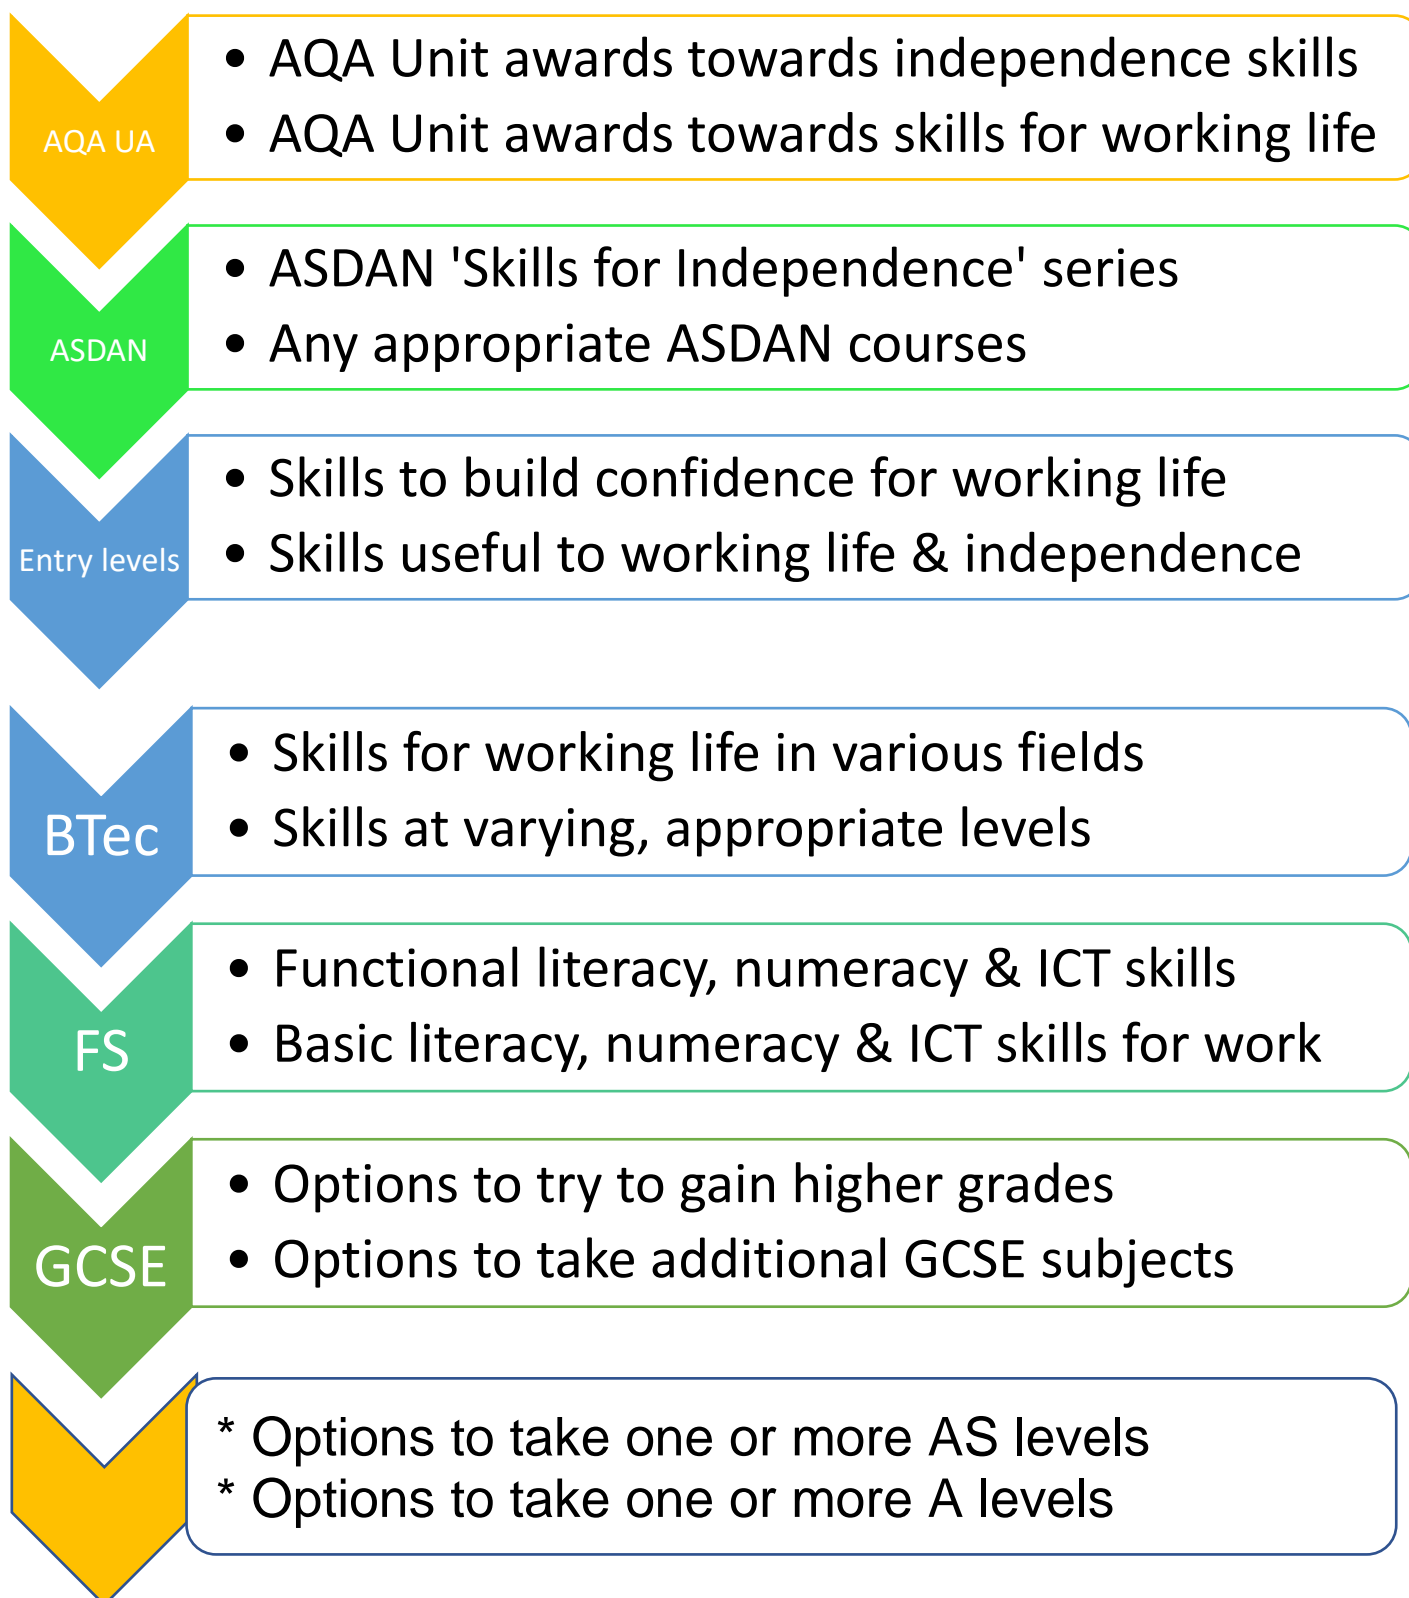 AQA UA
• AQA Unit awards towards independence skills
• AQA Unit awards towards skills for working life
ASDAN
• ASDAN 'Skills for Independence' series
• Any appropriate ASDAN courses
Entry levels
• Skills to build confidence for working life
• Skills useful to working life & independence
BTec
• Skills for working life in various fields
• Skills at varying, appropriate levels
FS
• Functional literacy, numeracy & ICT skills
• Basic literacy, numeracy & ICT skills for work
GCSE
• Options to try to gain higher grades
• Options to take additional GCSE subjects
* Options to take one or more AS levels
* Options to take one or more A levels